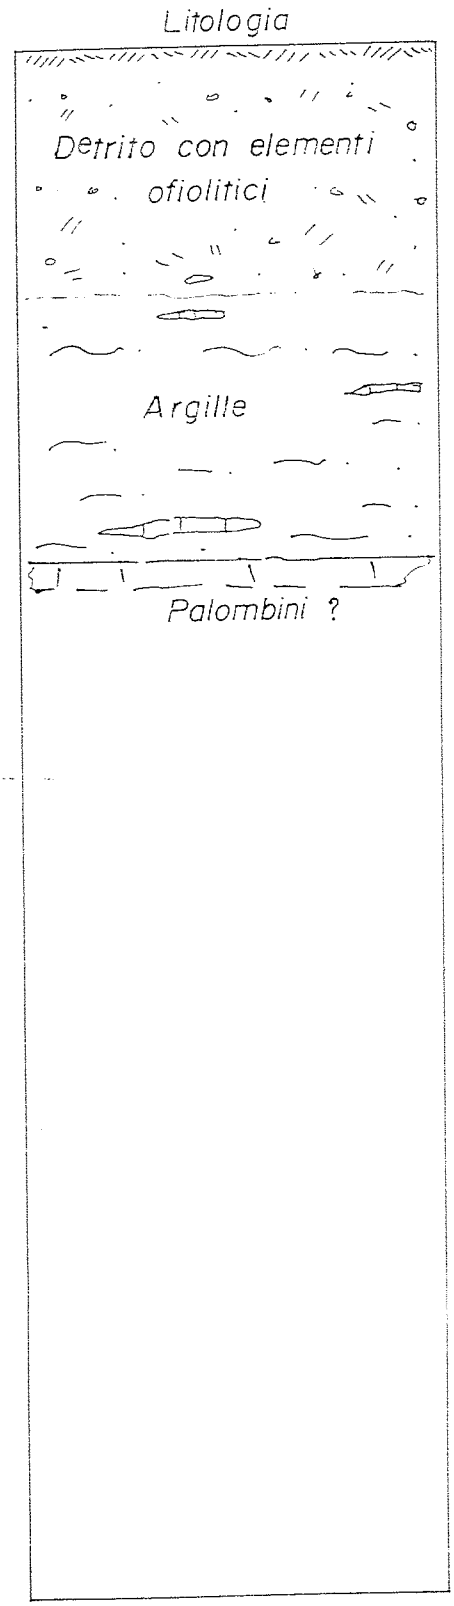 Litologia
Detrito con elementi
ofiolitici
Argille
Palombini ?